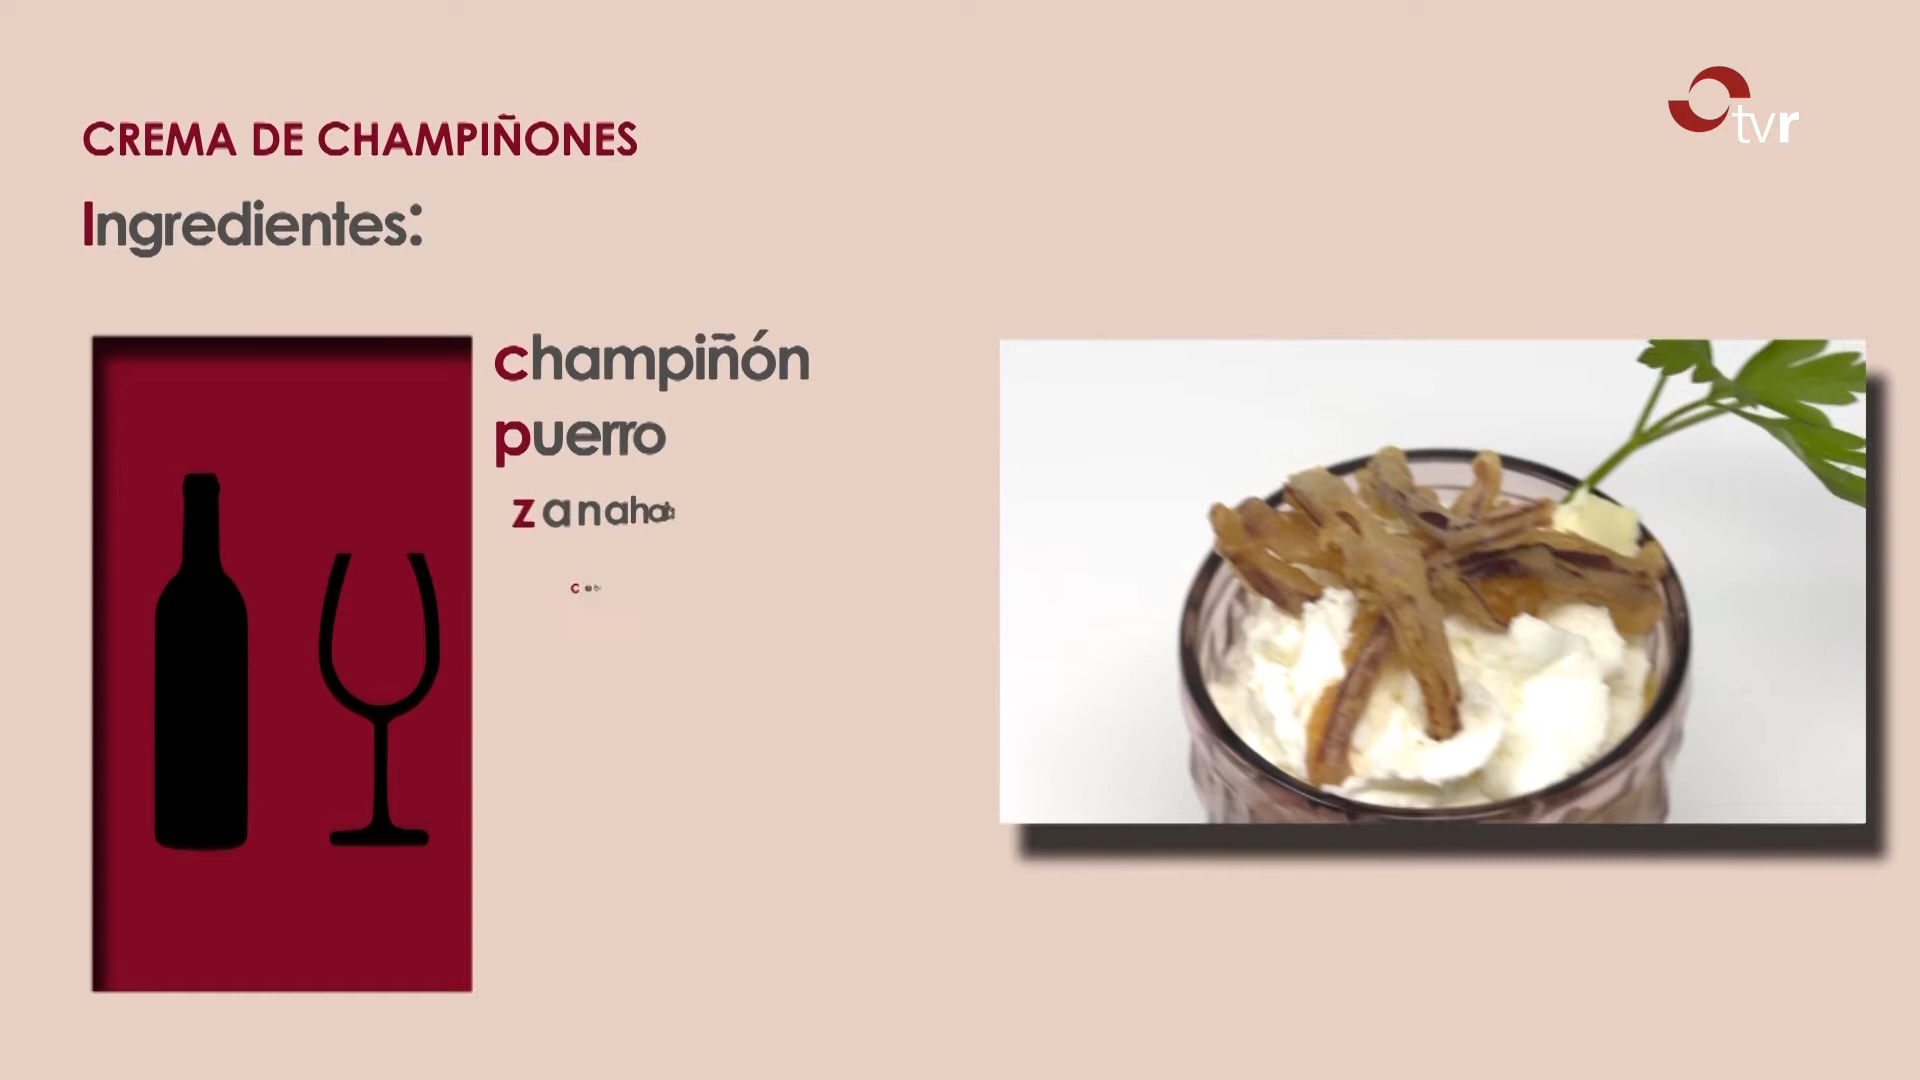 CREMA DE CHAMPIÑONES
tvr
Ingredientes:
champiñón
puerro